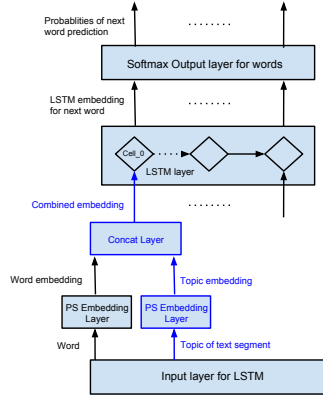 Probablities of next
word prediction
Softmax Output layer for words
LSTM embedding
for next word
Cell_0
LSTM layer
Combined embedding
Concat Layer
Word embedding
Topic embedding
PS Embedding
Layer
PS Embedding
Layer
Word
Topic of text segment
Input layer for LSTM